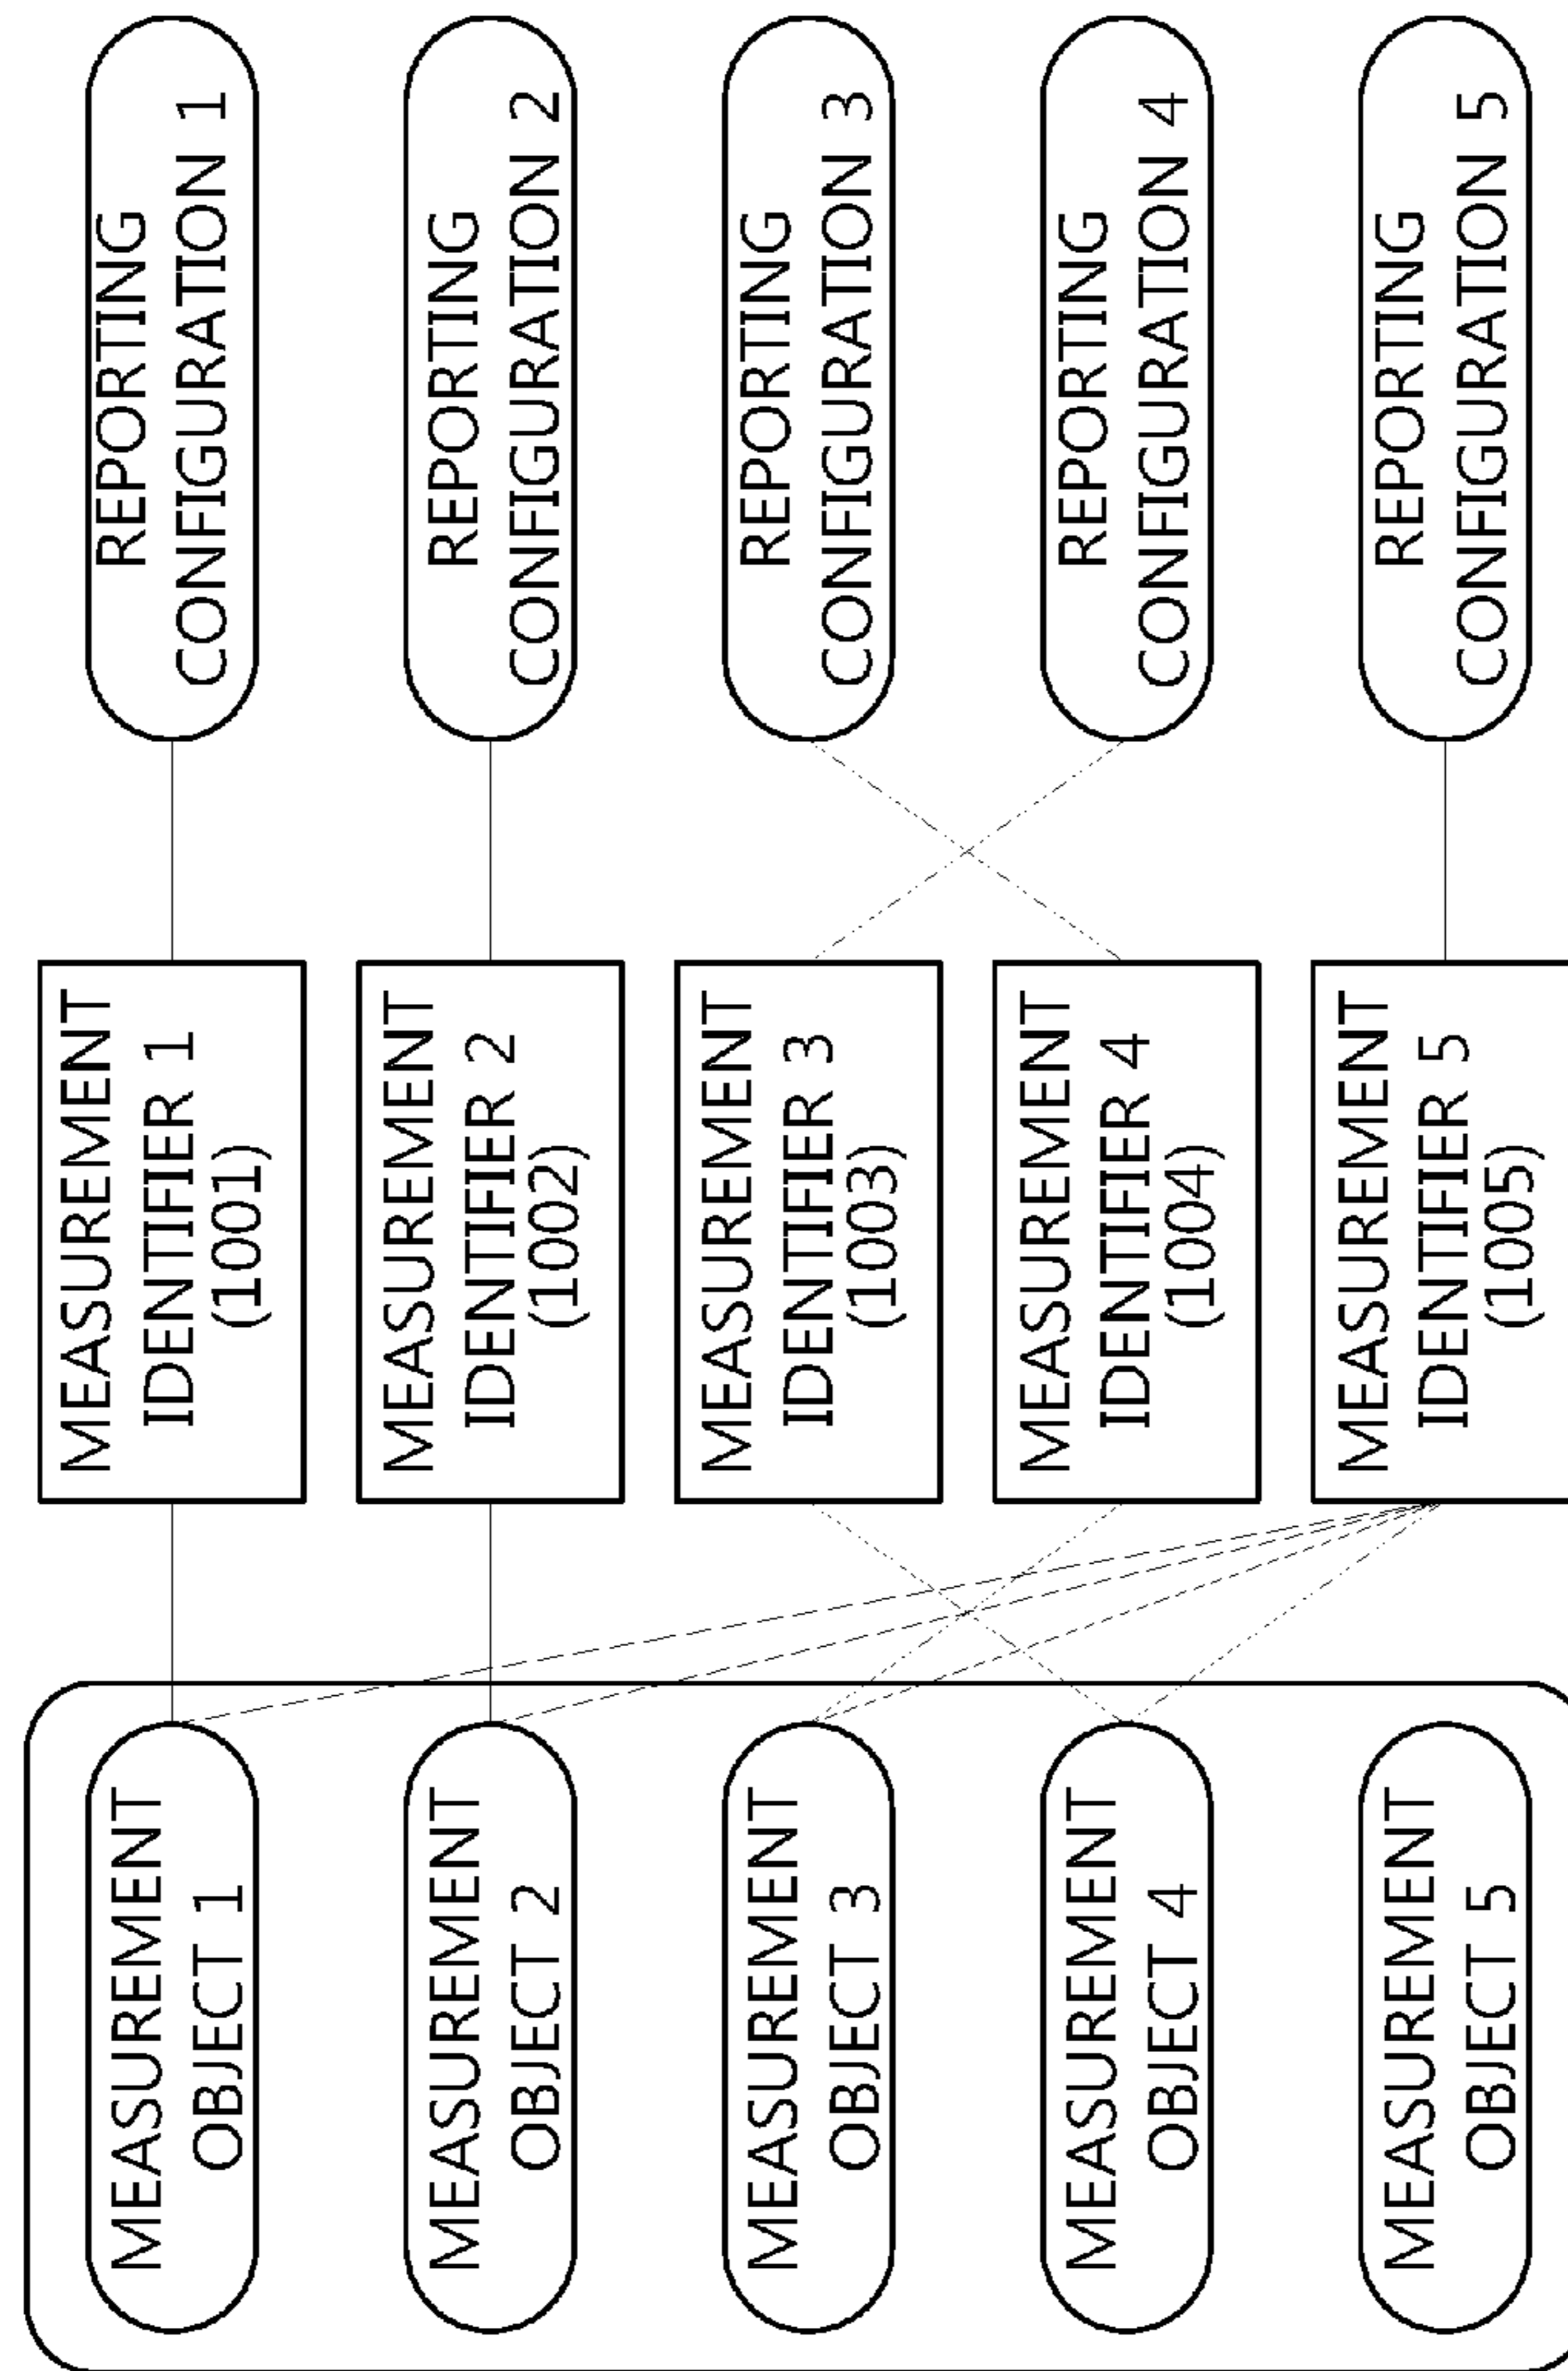 MEASUREMENT
OBJECT 1
MEASUREMENT
IDENTIFIER 1
(1001)
REPORTING
CONFIGURATION 1
MEASUREMENT
OBJECT 2
MEASUREMENT
IDENTIFIER 2
(1002)
REPORTING
CONFIGURATION 2
MEASUREMENT
OBJECT 3
MEASUREMENT
IDENTIFIER 3
(1003)
REPORTING
CONFIGURATION 3
MEASUREMENT
OBJECT 4
MEASUREMENT
IDENTIFIER 4
(1004)
REPORTING
CONFIGURATION 4
MEASUREMENT
OBJECT 5
MEASUREMENT
IDENTIFIER 5
(1005)
REPORTING
CONFIGURATION 5